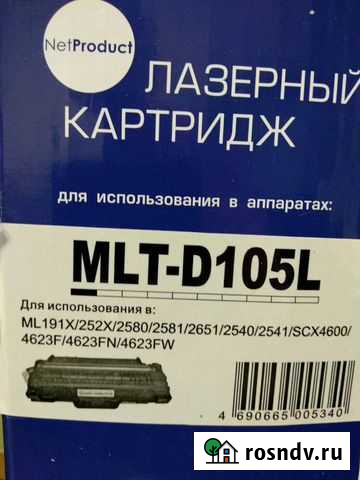 NetProduct
ЛАЗЕРНЫЙ
КАРТРИДЖ
для использования в аппаратах:
MLT-D105L
Для использования в:
ML191X/252X/2580/2581/2651/2540/2541/SCX4600/
4623F/4623FN/4623FW
4 690665 005340
rosndv.ru